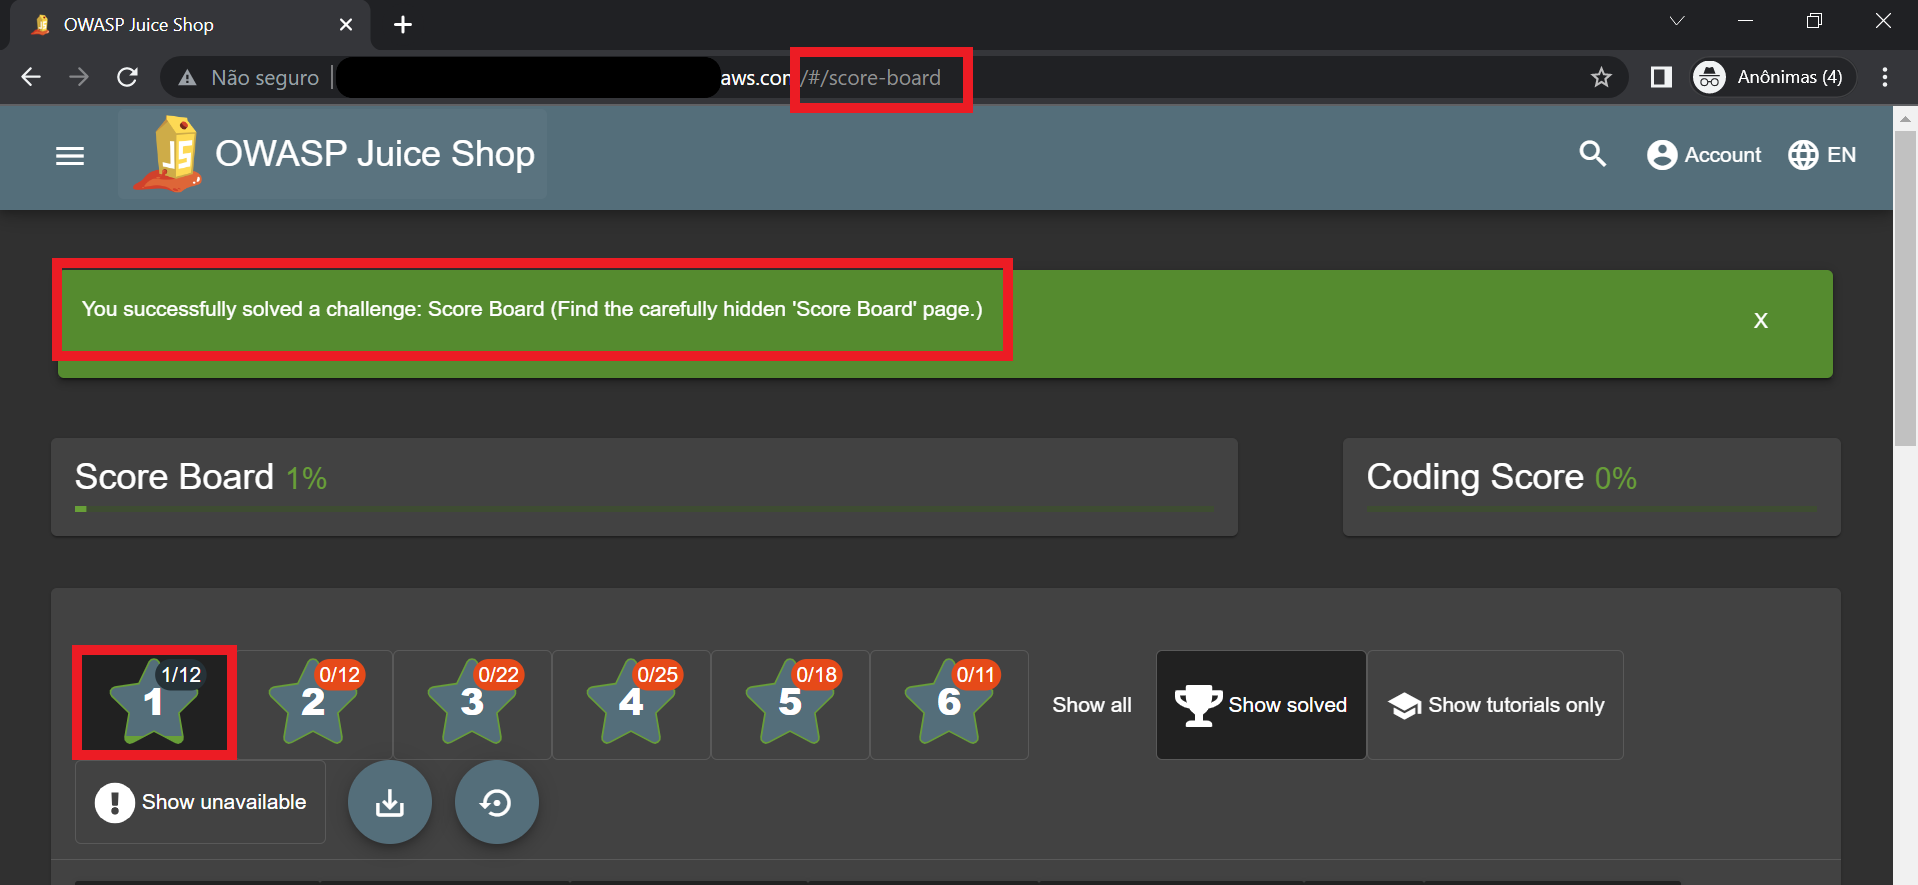 OWASP Juice Shop
Não seguro
aws.com/#/score-board
Anônimas (4)
JS
OWASP Juice Shop
Account
EN
You successfully solved a challenge: Score Board (Find the carefully hidden 'Score Board' page.)
X
Score Board 1%
Coding Score 0%
1 1/12
2 0/12
3 0/22
4 0/25
5 0/18
6 0/11
Show all
Show solved
Show tutorials only
Show unavailable